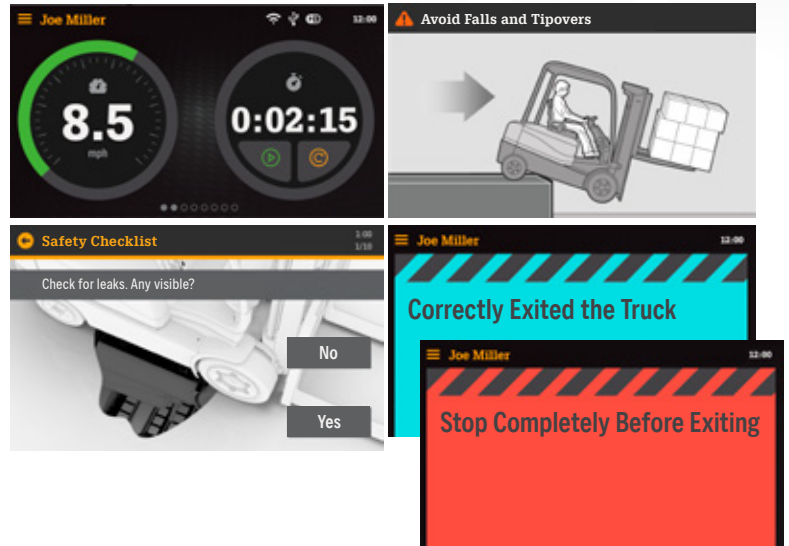 Joe Miller
12:00
8.5
mph
0:02:15
Avoid Falls and Tipovers
Safety Checklist
1:00
1/10
Check for leaks. Any visible?
No
Yes
Joe Miller
12:00
Correctly Exited the Truck
Joe Miller
12:00
Stop Completely Before Exiting